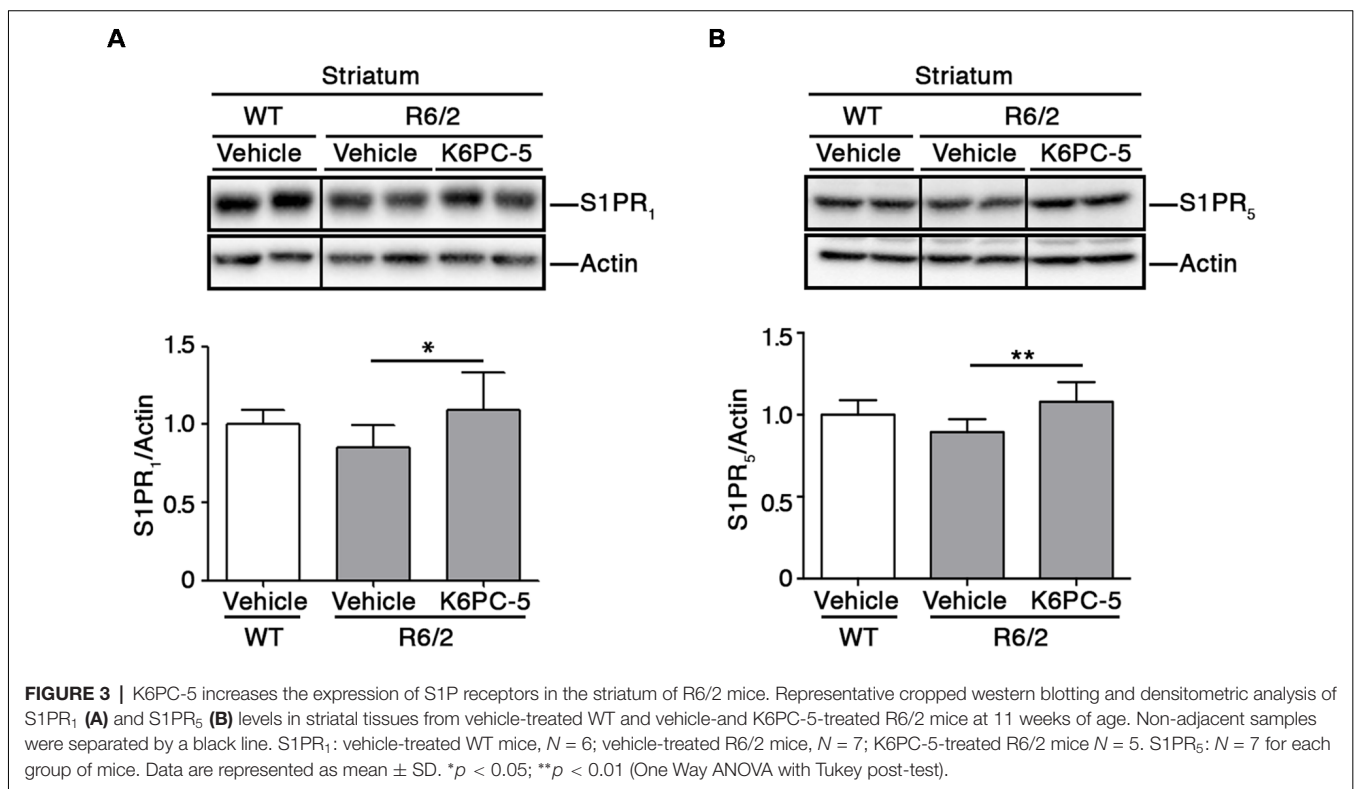 A
Striatum
WT R6/2
Vehicle Vehicle K6PC-5
S1PR₁
Actin
1.5
1.0
0.5
0
S1PR₁/Actin
*
Vehicle Vehicle K6PC-5
WT R6/2
B
Striatum
WT R6/2
Vehicle Vehicle K6PC-5
S1PR₅
Actin
1.5
1.0
0.5
0
S1PR₅/Actin
**
Vehicle Vehicle K6PC-5
WT R6/2
FIGURE 3 | K6PC-5 increases the expression of S1P receptors in the striatum of R6/2 mice. Representative cropped western blotting and densitometric analysis of
S1PR₁ (A) and S1PR₅ (B) levels in striatal tissues from vehicle-treated WT and vehicle-and K6PC-5-treated R6/2 mice at 11 weeks of age. Non-adjacent samples
were separated by a black line. S1PR₁: vehicle-treated WT mice, N = 6; vehicle-treated R6/2 mice, N = 7; K6PC-5-treated R6/2 mice N = 5. S1PR₅: N = 7 for each
group of mice. Data are represented as mean ± SD. *p < 0.05; **p < 0.01 (One Way ANOVA with Tukey post-test).